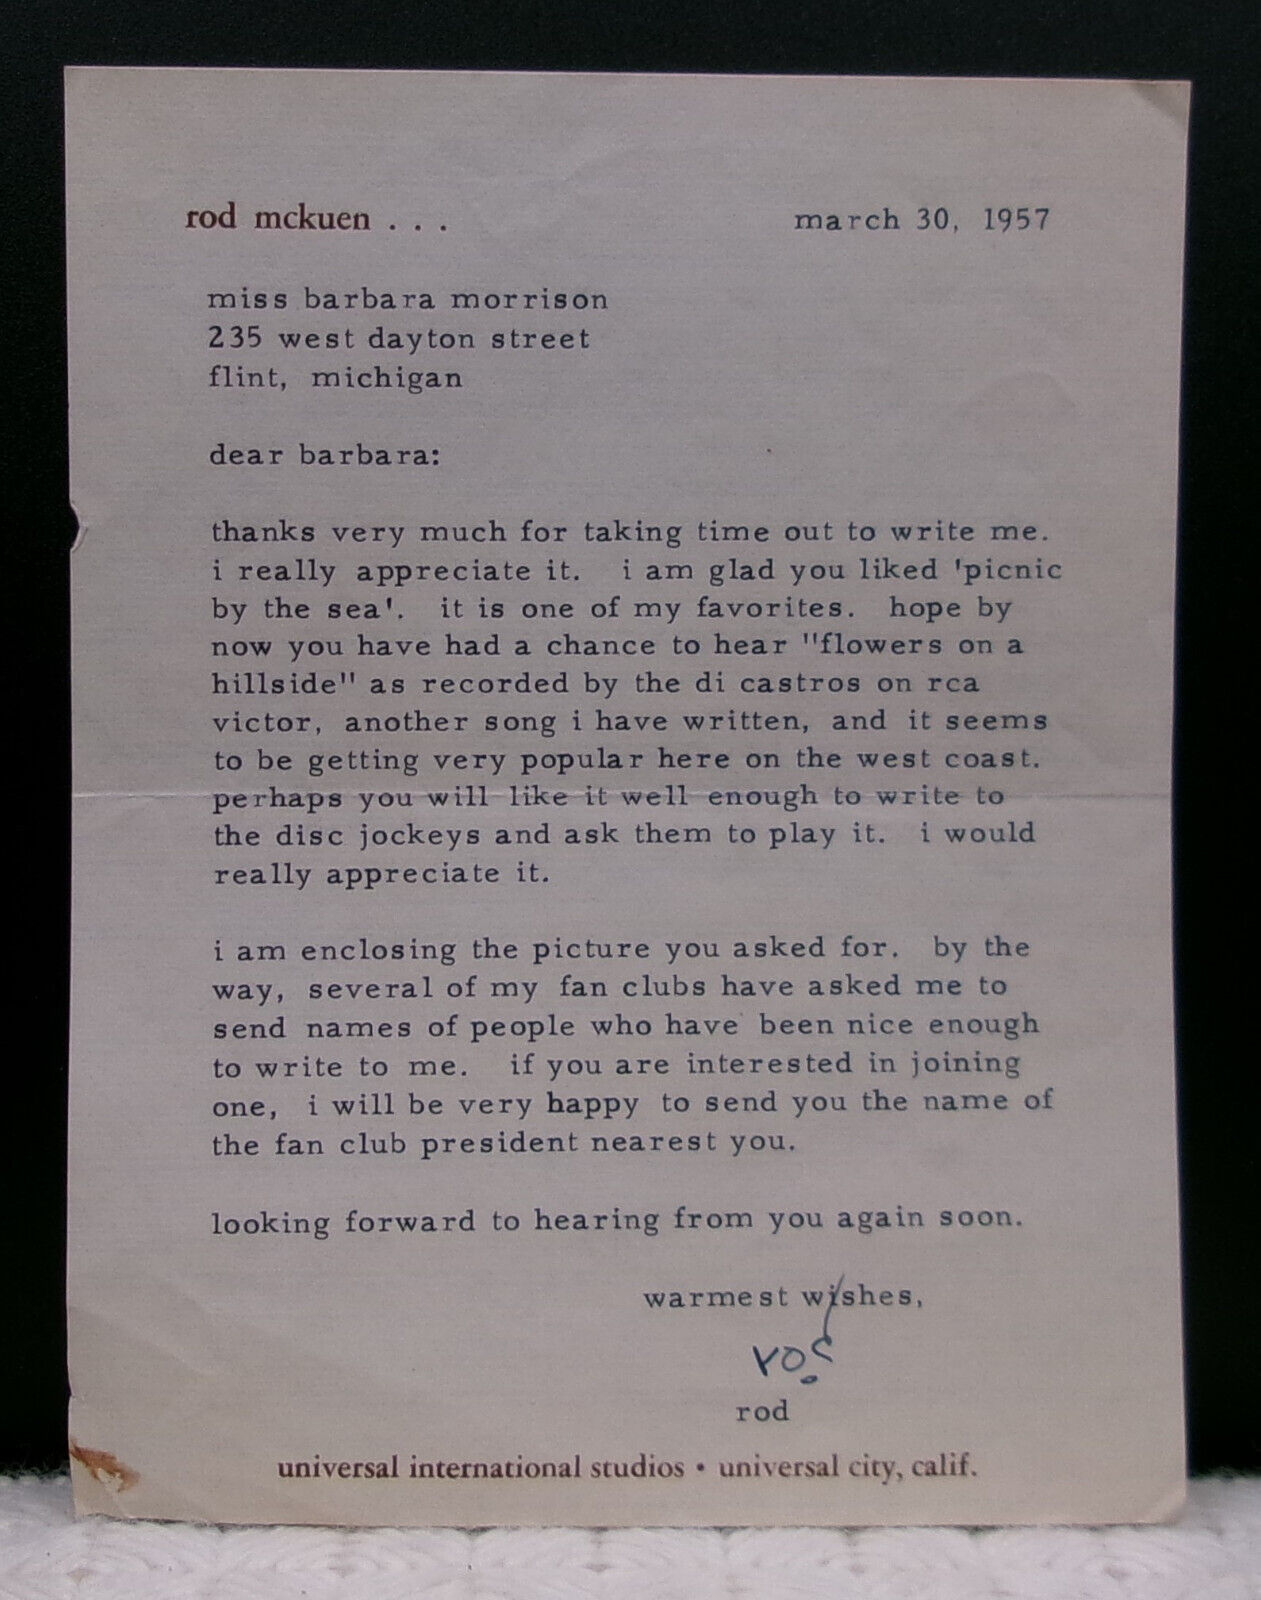 rod mckuen . . .
march 30, 1957
miss barbara morrison
235 west dayton street
flint, michigan
dear barbara:
thanks very much for taking time out to write me.
i really appreciate it. i am glad you liked 'picnic
by the sea'. it is one of my favorites. hope by
now you have had a chance to hear "flowers on a
hillside" as recorded by the di castros on rca
victor, another song i have written, and it seems
to be getting very popular here on the west coast.
perhaps you will like it well enough to write to
the disc jockeys and ask them to play it. i would
really appreciate it.
i am enclosing the picture you asked for. by the
way, several of my fan clubs have asked me to
send names of people who have been nice enough
to write to me. if you are interested in joining
one, i will be very happy to send you the name of
the fan club president nearest you.
looking forward to hearing from you again soon.
warmest wishes,
rod
rod
universal international studios • universal city, calif.